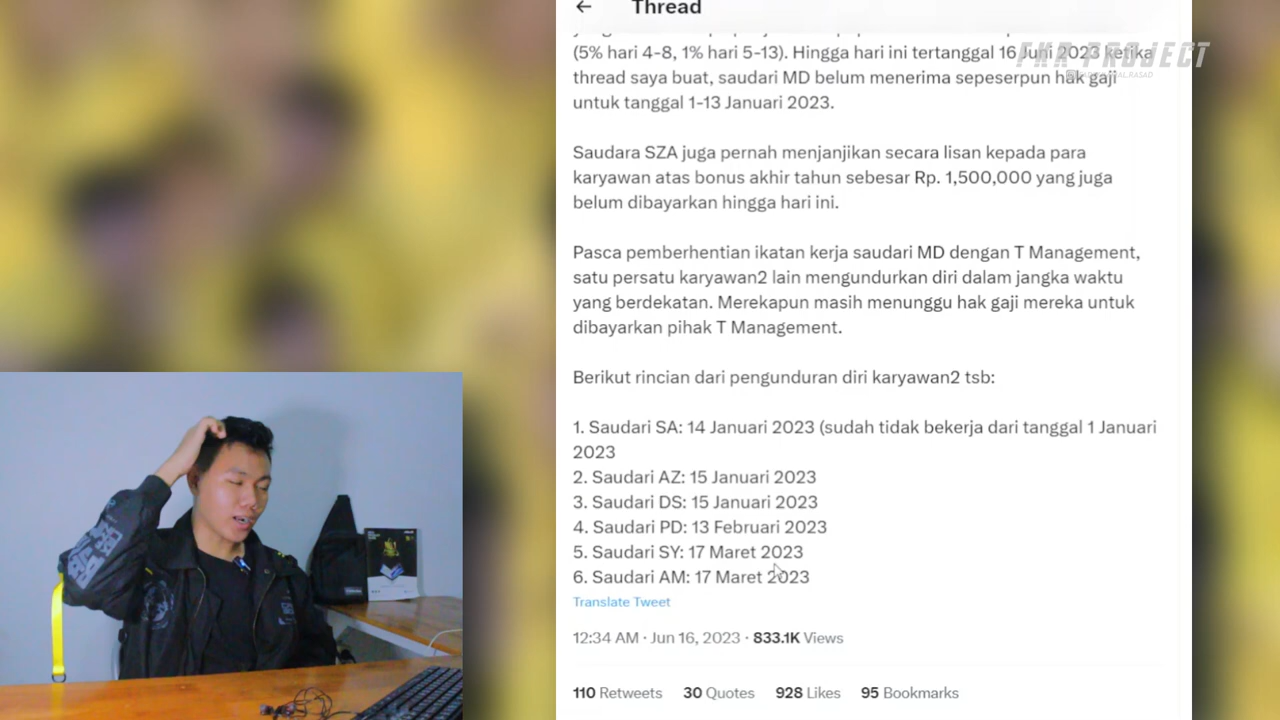 Thread
FKR PROJECT
(5% hari 4-8, 1% hari 5-13). Hingga hari ini tertanggal 16 Juni 2023 ketika
thread saya buat, saudari MD belum menerima sepeserpun hak gaji
untuk tanggal 1-13 Januari 2023.
Saudara SZA juga pernah menjanjikan secara lisan kepada para
karyawan atas bonus akhir tahun sebesar Rp. 1,500,000 yang juga
belum dibayarkan hingga hari ini.
Pasca pemberhentian ikatan kerja saudari MD dengan T Management,
satu persatu karyawan2 lain mengundurkan diri dalam jangka waktu
yang berdekatan. Merekapun masih menunggu hak gaji mereka untuk
dibayarkan pihak T Management.
Berikut rincian dari pengunduran diri karyawan2 tsb:
1. Saudari SA: 14 Januari 2023 (sudah tidak bekerja dari tanggal 1 Januari
2023
2. Saudari AZ: 15 Januari 2023
3. Saudari DS: 15 Januari 2023
4. Saudari PD: 13 Februari 2023
5. Saudari SY: 17 Maret 2023
6. Saudari AM: 17 Maret 2023
Translate Tweet
12:34 AM · Jun 16, 2023 · 833.1K Views
110 Retweets 30 Quotes 928 Likes 95 Bookmarks